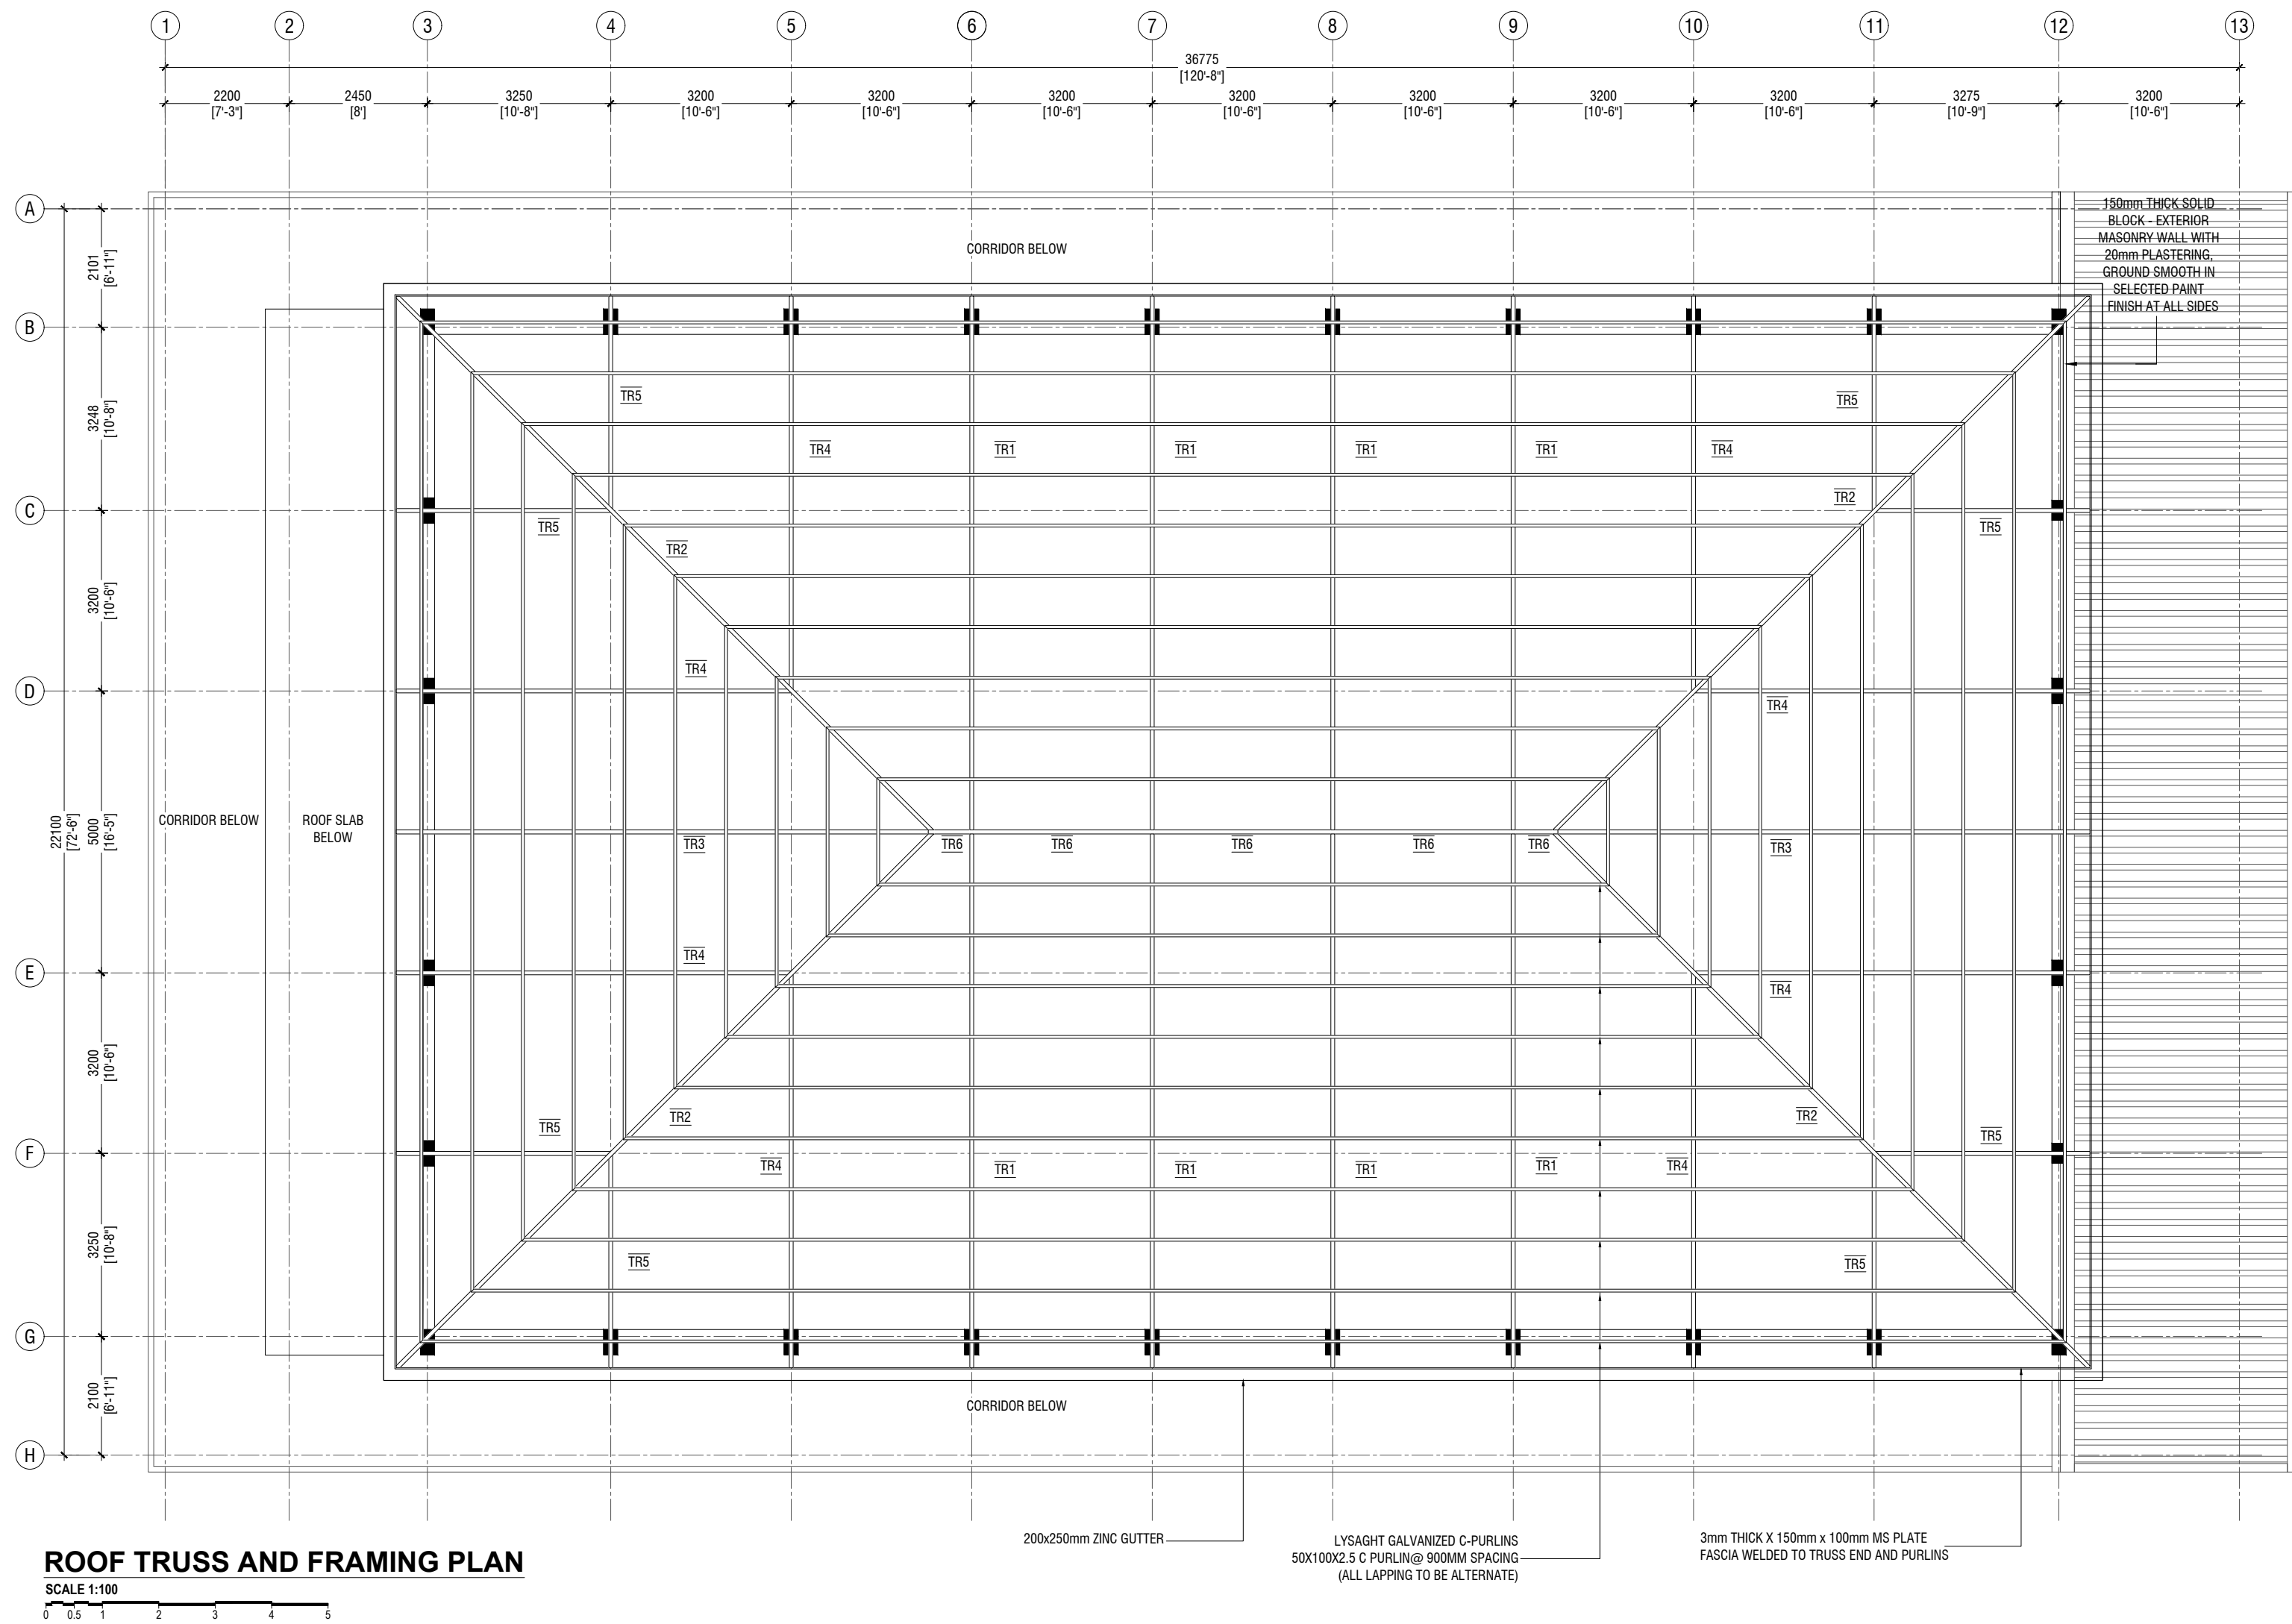 1 2 3 4 5 6 7 8 9 10 11 12 13
36775
[120'-8"]
2200 2450 3250 3200 3200 3200 3200 3200 3200 3200 3275 3200
[7'-3"] [8'] [10'-8"] [10'-6"] [10'-6"] [10'-6"] [10'-6"] [10'-6"] [10'-6"] [10'-6"] [10'-9"] [10'-6"]
A
150mm THICK SOLID
BLOCK - EXTERIOR
MASONRY WALL WITH
20mm PLASTERING,
GROUND SMOOTH IN
SELECTED PAINT
FINISH AT ALL SIDES
2101
[6'-11"]
CORRIDOR BELOW
B
3248
[10'-8"]
TR5 TR5
TR4 TR1 TR1 TR1 TR1 TR4
TR2
C
TR5 TR5
TR2
3200
[10'-6"]
TR4
D
TR4
22100
[72'-6"]
5000
[16'-5"]
CORRIDOR BELOW
ROOF SLAB
BELOW
TR3 TR6 TR6 TR6 TR6 TR6 TR3
TR4
E
TR4
3200
[10'-6"]
TR2 TR2
TR5 TR5
F
TR4 TR1 TR1 TR1 TR1 TR4
3250
[10'-8"]
TR5 TR5
G
2100
[6'-11"]
CORRIDOR BELOW
H
200x250mm ZINC GUTTER
LYSAGHT GALVANIZED C-PURLINS
50X100X2.5 C PURLIN@ 900MM SPACING
(ALL LAPPING TO BE ALTERNATE)
3mm THICK X 150mm x 100mm MS PLATE
FASCIA WELDED TO TRUSS END AND PURLINS
ROOF TRUSS AND FRAMING PLAN
SCALE 1:100
0 0.5 1 2 3 4 5